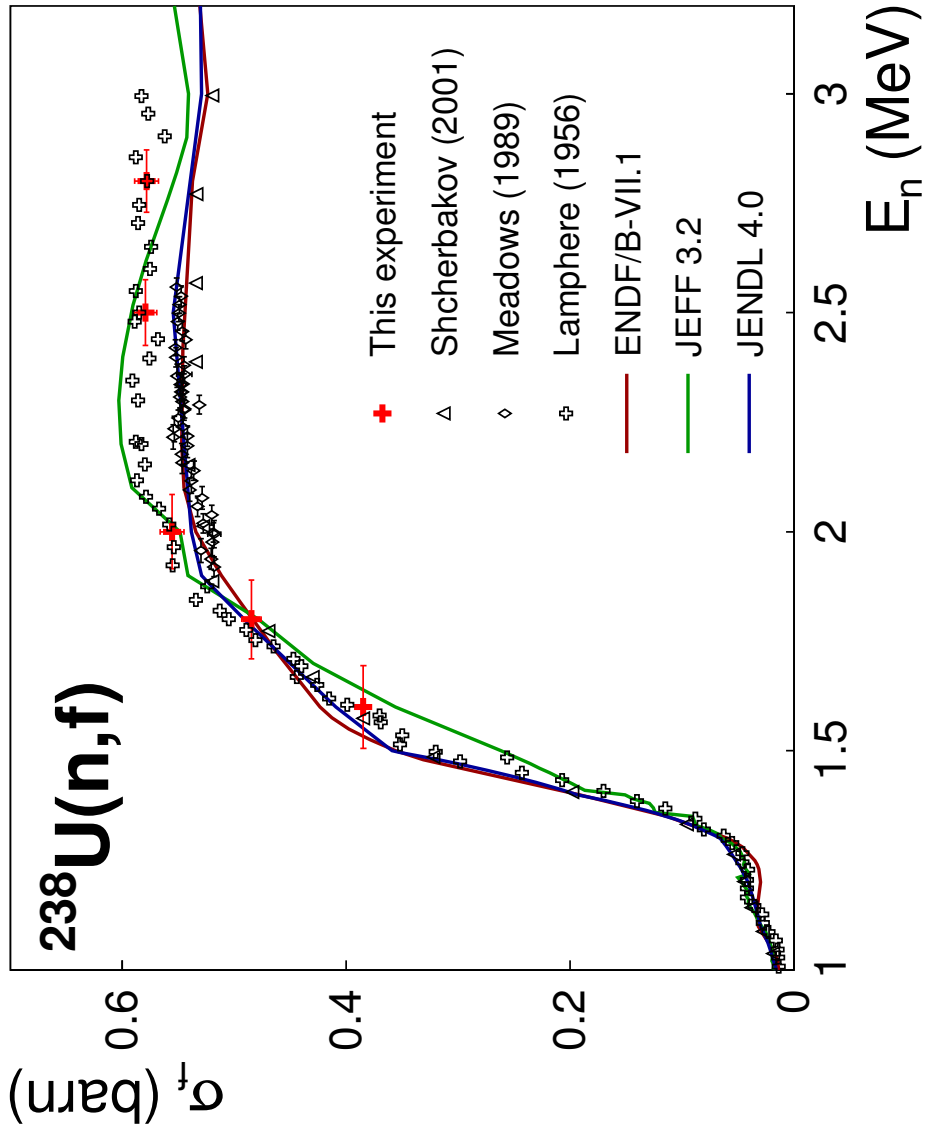 ²³⁸U(n,f)
σf (barn)
0.6
0.4
0.2
0
1
1.5
2
2.5
3
En (MeV)
This experiment
Shcherbakov (2001)
Meadows (1989)
Lamphere (1956)
ENDF/B-VII.1
JEFF 3.2
JENDL 4.0